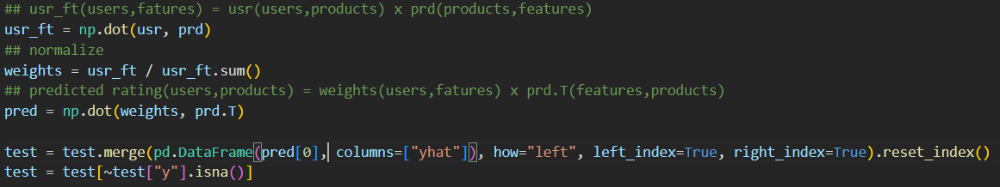 ## usr_ft(users,fatures) = usr(users,products) x prd(products,features)
usr_ft = np.dot(usr, prd)
## normalize
weights = usr_ft / usr_ft.sum()
## predicted rating(users,products) = weights(users,fatures) x prd.T(features,products)
pred = np.dot(weights, prd.T)
test = test.merge(pd.DataFrame(pred[0], columns=["yhat"]), how="left", left_index=True, right_index=True).reset_index()
test = test[~test["y"].isna()]